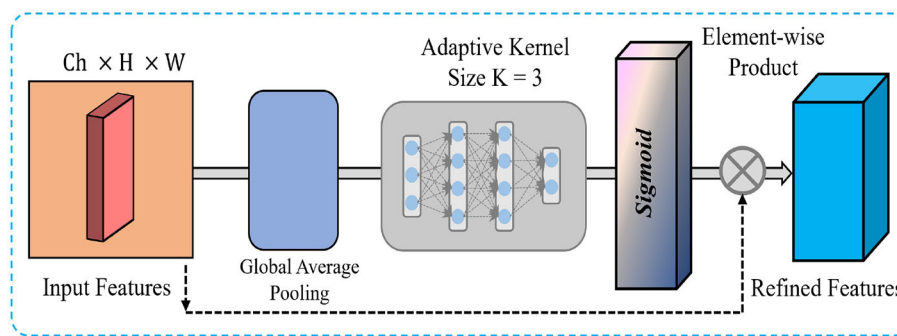 Ch × H × W
Input Features
Global Average
Pooling
Adaptive Kernel
Size K = 3
Sigmoid
Element-wise
Product
Refined Features